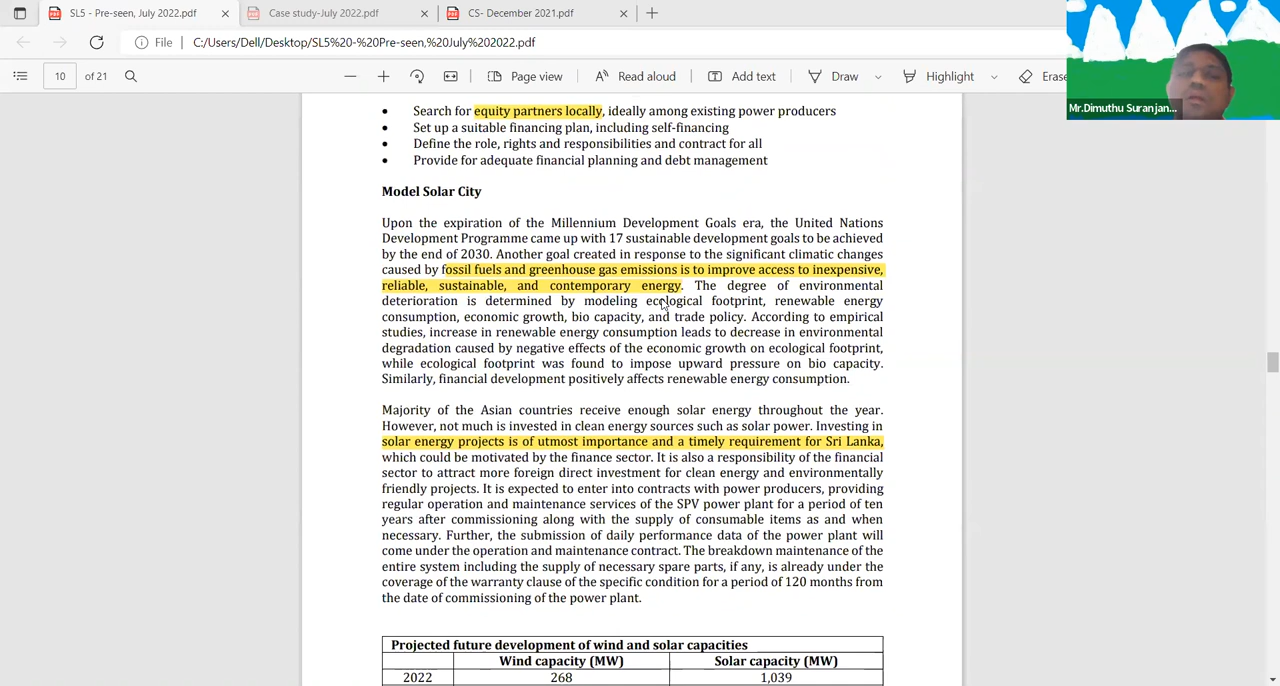 SL5 - Pre-seen, July 2022.pdf
Case study-July 2022.pdf
CS- December 2021.pdf
File
C:/Users/Dell/Desktop/SL5%20-%20Pre-seen,%20July%202022.pdf
10 of 21
Page view
Read aloud
Add text
Draw
Highlight
Erase
Mr.Dimuthu Suranjan...
• Search for equity partners locally, ideally among existing power producers
• Set up a suitable financing plan, including self-financing
• Define the role, rights and responsibilities and contract for all
• Provide for adequate financial planning and debt management
Model Solar City
Upon the expiration of the Millennium Development Goals era, the United Nations
Development Programme came up with 17 sustainable development goals to be achieved
by the end of 2030. Another goal created in response to the significant climatic changes
caused by fossil fuels and greenhouse gas emissions is to improve access to inexpensive,
reliable, sustainable, and contemporary energy. The degree of environmental
deterioration is determined by modeling ecological footprint, renewable energy
consumption, economic growth, bio capacity, and trade policy. According to empirical
studies, increase in renewable energy consumption leads to decrease in environmental
degradation caused by negative effects of the economic growth on ecological footprint,
while ecological footprint was found to impose upward pressure on bio capacity.
Similarly, financial development positively affects renewable energy consumption.
Majority of the Asian countries receive enough solar energy throughout the year.
However, not much is invested in clean energy sources such as solar power. Investing in
solar energy projects is of utmost importance and a timely requirement for Sri Lanka,
which could be motivated by the finance sector. It is also a responsibility of the financial
sector to attract more foreign direct investment for clean energy and environmentally
friendly projects. It is expected to enter into contracts with power producers, providing
regular operation and maintenance services of the SPV power plant for a period of ten
years after commissioning along with the supply of consumable items as and when
necessary. Further, the submission of daily performance data of the power plant will
come under the operation and maintenance contract. The breakdown maintenance of the
entire system including the supply of necessary spare parts, if any, is already under the
coverage of the warranty clause of the specific condition for a period of 120 months from
the date of commissioning of the power plant.
Projected future development of wind and solar capacities
Wind capacity (MW) Solar capacity (MW)
2022 268 1,039